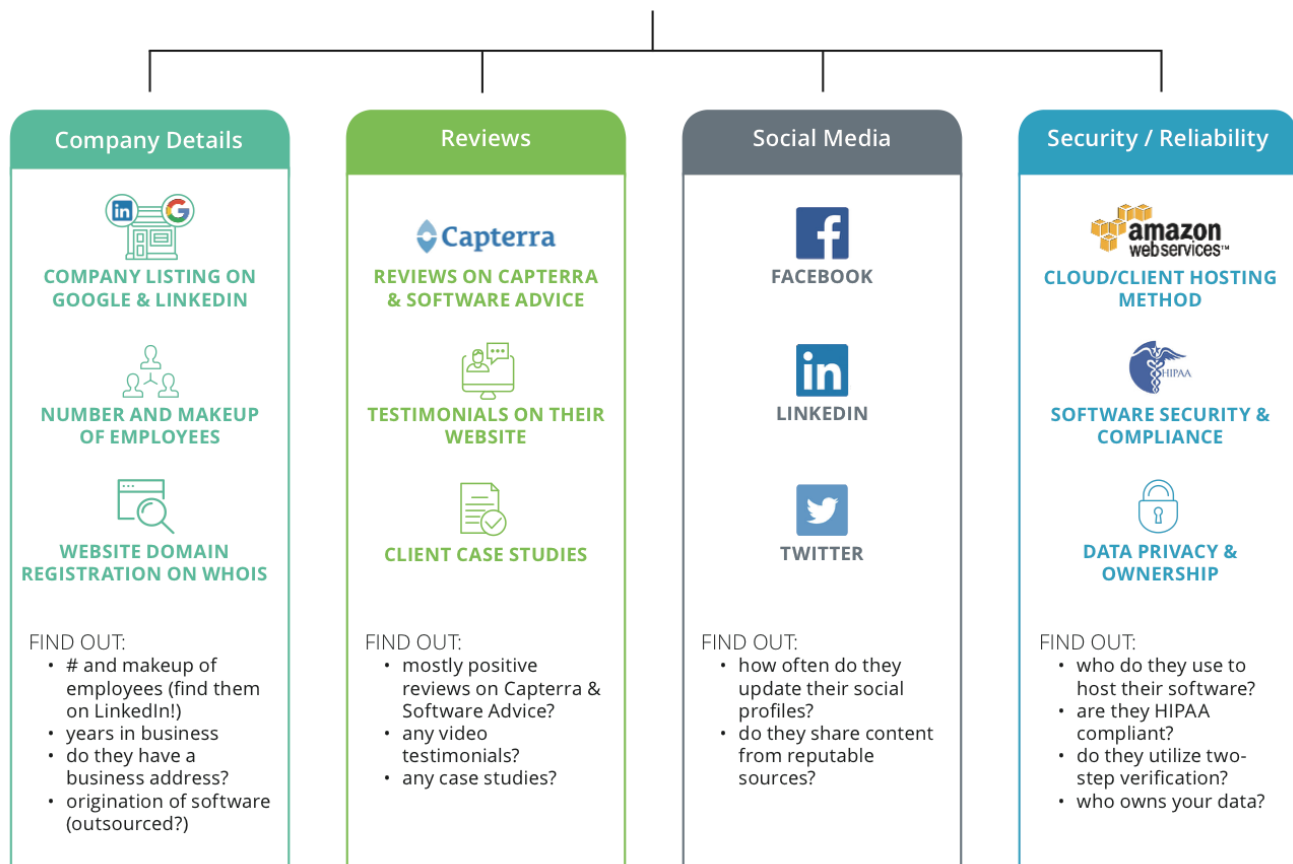 Company Details
in
G
COMPANY LISTING ON
GOOGLE & LINKEDIN
NUMBER AND MAKEUP
OF EMPLOYEES
WEBSITE DOMAIN
REGISTRATION ON WHOIS
FIND OUT:
• # and makeup of
employees (find them
on LinkedIn!)
• years in business
• do they have a
business address?
• origination of software
(outsourced?)
Reviews
Capterra
REVIEWS ON CAPTERRA
& SOFTWARE ADVICE
TESTIMONIALS ON THEIR
WEBSITE
CLIENT CASE STUDIES
FIND OUT:
• mostly positive
reviews on Capterra &
Software Advice?
• any video
testimonials?
• any case studies?
Social Media
f
FACEBOOK
in
LINKEDIN
TWITTER
FIND OUT:
• how often do they
update their social
profiles?
• do they share content
from reputable
sources?
Security / Reliability
amazon
webservices™
CLOUD/CLIENT HOSTING
METHOD
HIPAA
SOFTWARE SECURITY &
COMPLIANCE
DATA PRIVACY &
OWNERSHIP
FIND OUT:
• who do they use to
host their software?
• are they HIPAA
compliant?
• do they utilize two-
step verification?
• who owns your data?